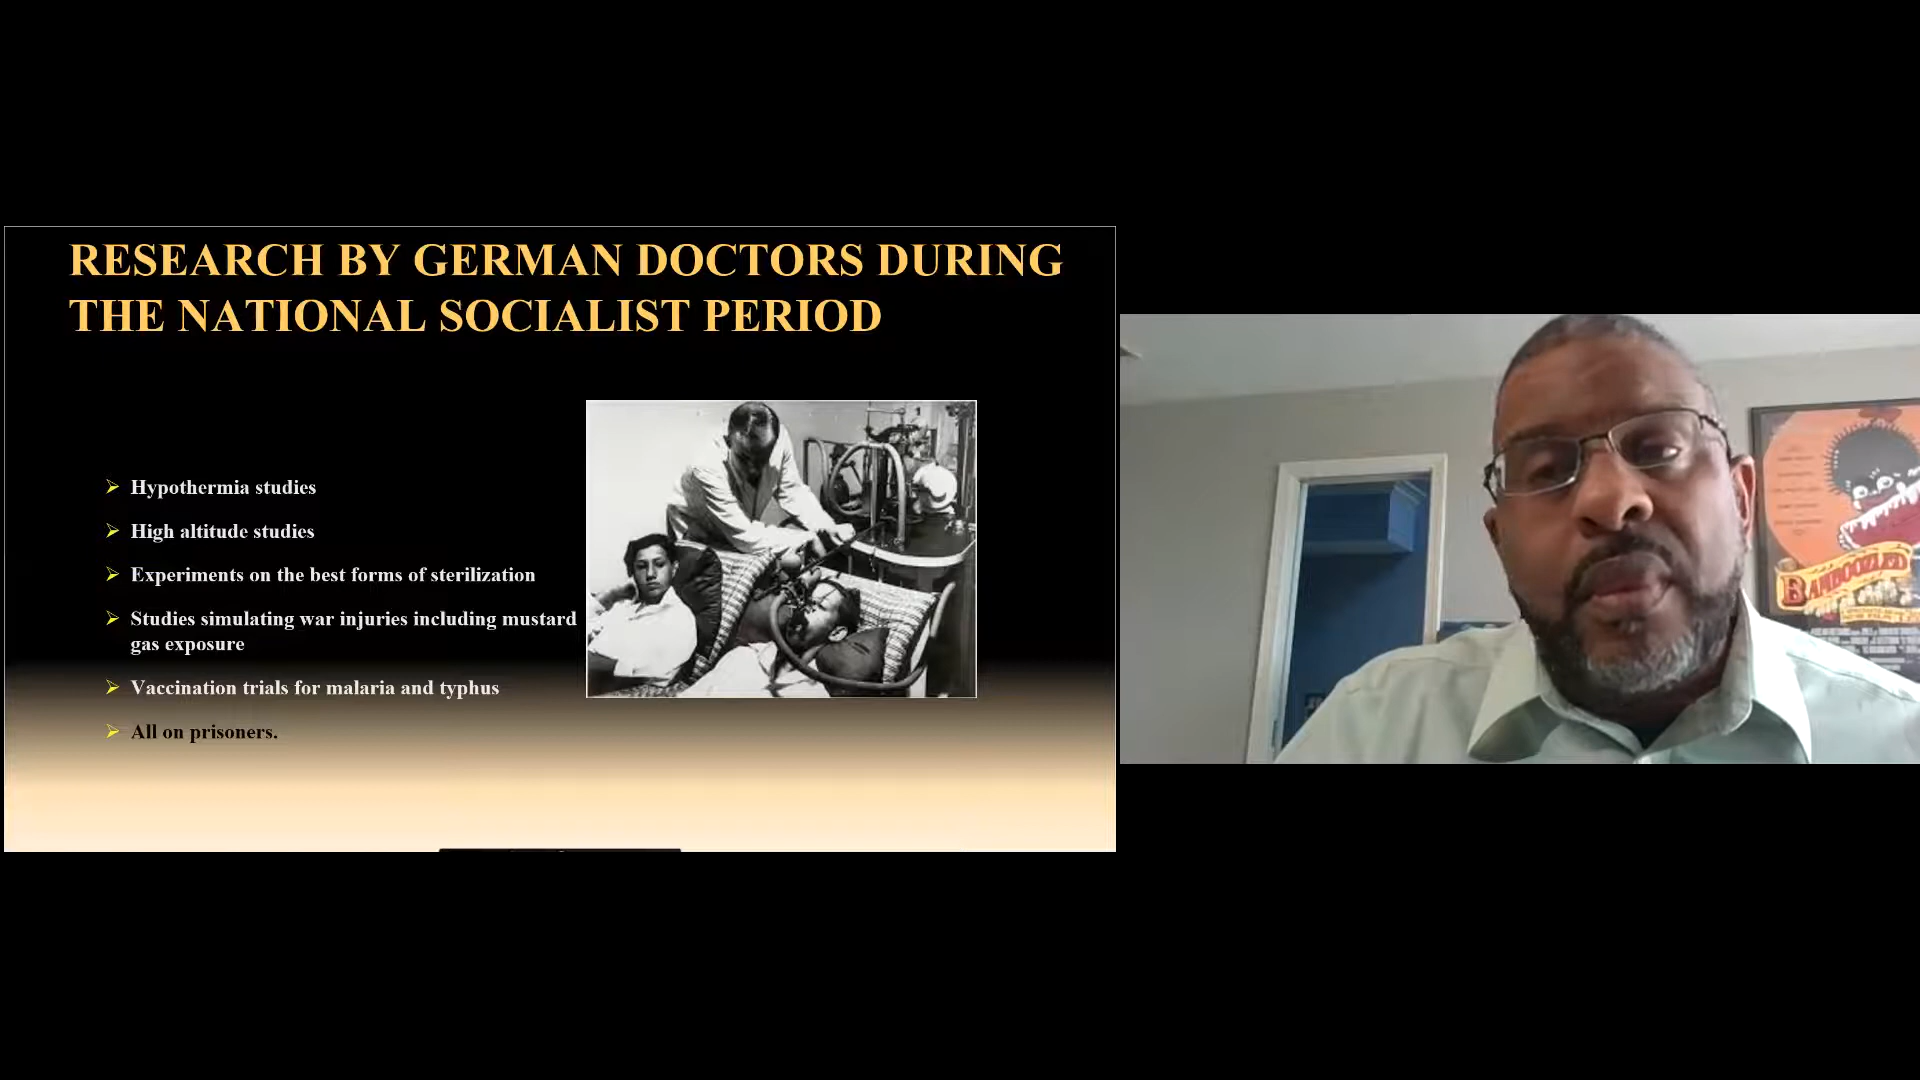 RESEARCH BY GERMAN DOCTORS DURING
THE NATIONAL SOCIALIST PERIOD
Hypothermia studies
High altitude studies
Experiments on the best forms of sterilization
Studies simulating war injuries including mustard
gas exposure
Vaccination trials for malaria and typhus
All on prisoners.
BAMBOOZLED